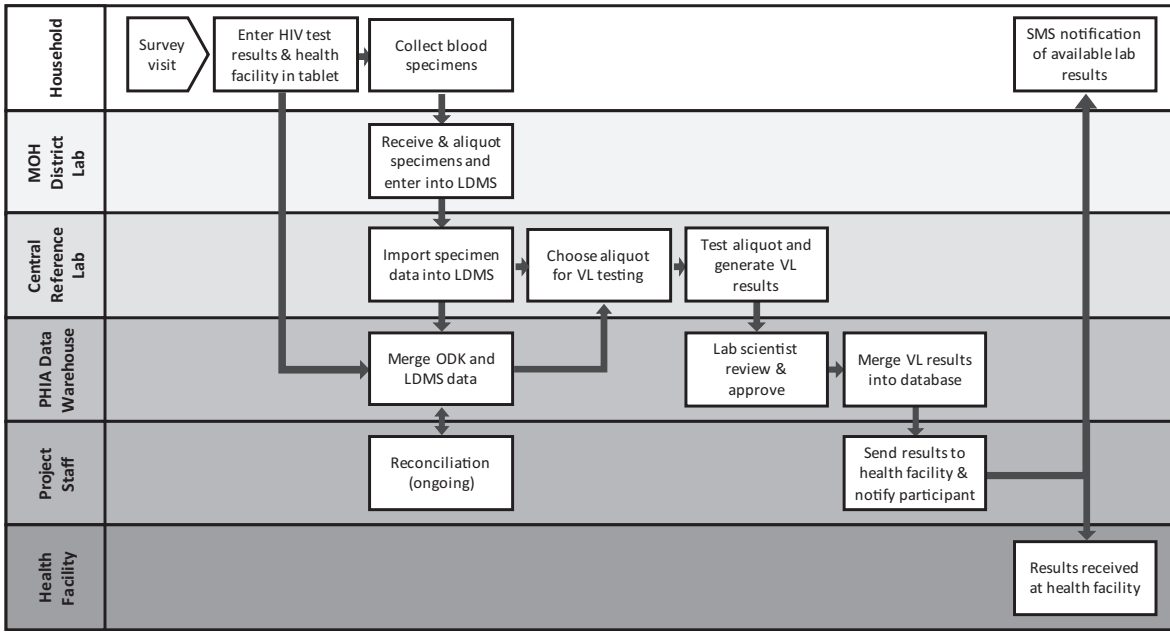 Household
Survey
visit
Enter HIV test
results & health
facility in tablet
Collect blood
specimens
SMS notification
of available lab
results
MOH
District
Lab
Receive & aliquot
specimens and
enter into LDMS
Central
Reference
Lab
Import specimen
data into LDMS
Choose aliquot
for VL testing
Test aliquot and
generate VL
results
PHIA Data
Warehouse
Merge ODK and
LDMS data
Lab scientist
review &
approve
Merge VL results
into database
Project
Staff
Reconciliation
(ongoing)
Send results to
health facility &
notify participant
Health
Facility
Results received
at health facility